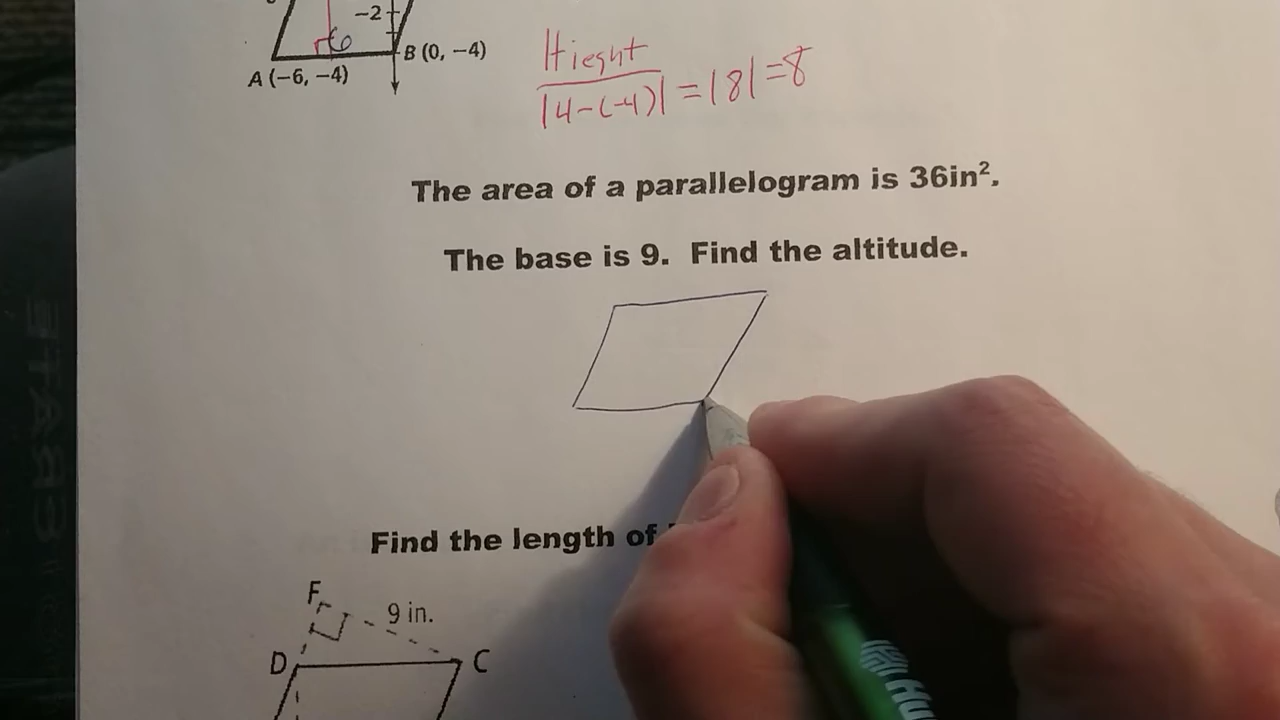 -2
6
B (0, -4)
A (-6, -4)
Hieght
|4-(-4)| = |8| = 8
The area of a parallelogram is 36in².
The base is 9. Find the altitude.
Find the length of
F
9 in.
D
C